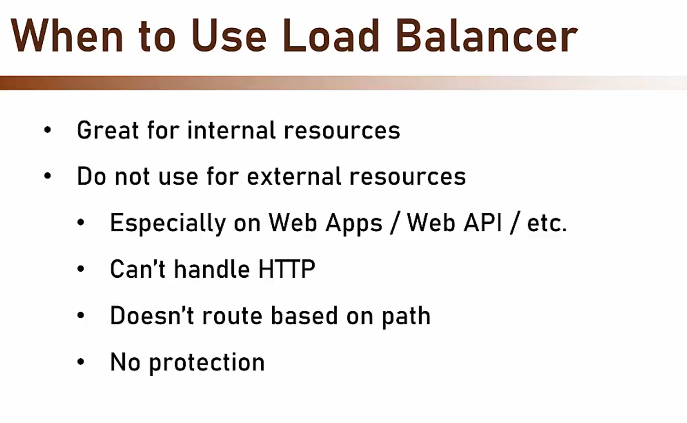 When to Use Load Balancer
• Great for internal resources
• Do not use for external resources
• Especially on Web Apps / Web API / etc.
• Can't handle HTTP
• Doesn't route based on path
• No protection